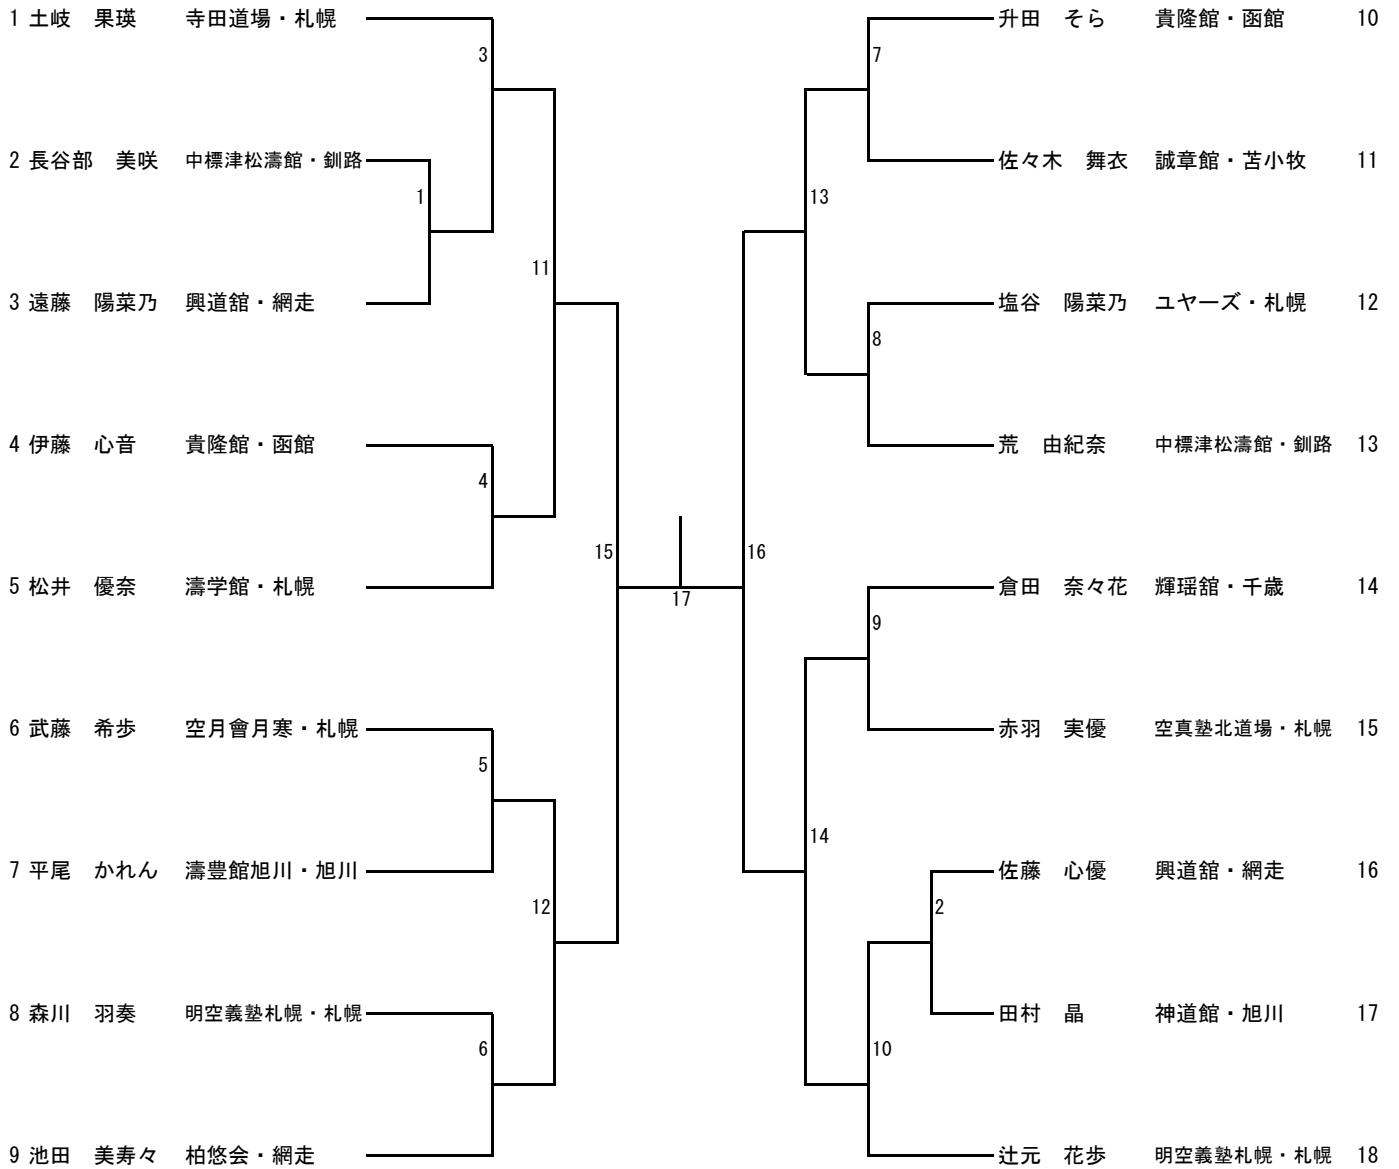 1 土岐　果瑛　寺田道場・札幌
3
2 長谷部　美咲　中標津松濤館・釧路
1
11
3 遠藤　陽菜乃　興道舘・網走
4 伊藤　心音　貴隆館・函館
4
15
5 松井　優奈　濤学館・札幌
6 武藤　希歩　空月會月寒・札幌
5
7 平尾　かれん　濤豊館旭川・旭川
12
8 森川　羽奏　明空義塾札幌・札幌
6
9 池田　美寿々　柏悠会・網走
17
升田　そら　貴隆館・函館　10
7
佐々木　舞衣　誠章館・苫小牧　11
13
塩谷　陽菜乃　ユヤーズ・札幌　12
8
荒　由紀奈　中標津松濤館・釧路　13
16
倉田　奈々花　輝瑶舘・千歳　14
9
赤羽　実優　空真塾北道場・札幌　15
14
佐藤　心優　興道舘・網走　16
2
田村　晶　神道館・旭川　17
10
辻元　花歩　明空義塾札幌・札幌　18